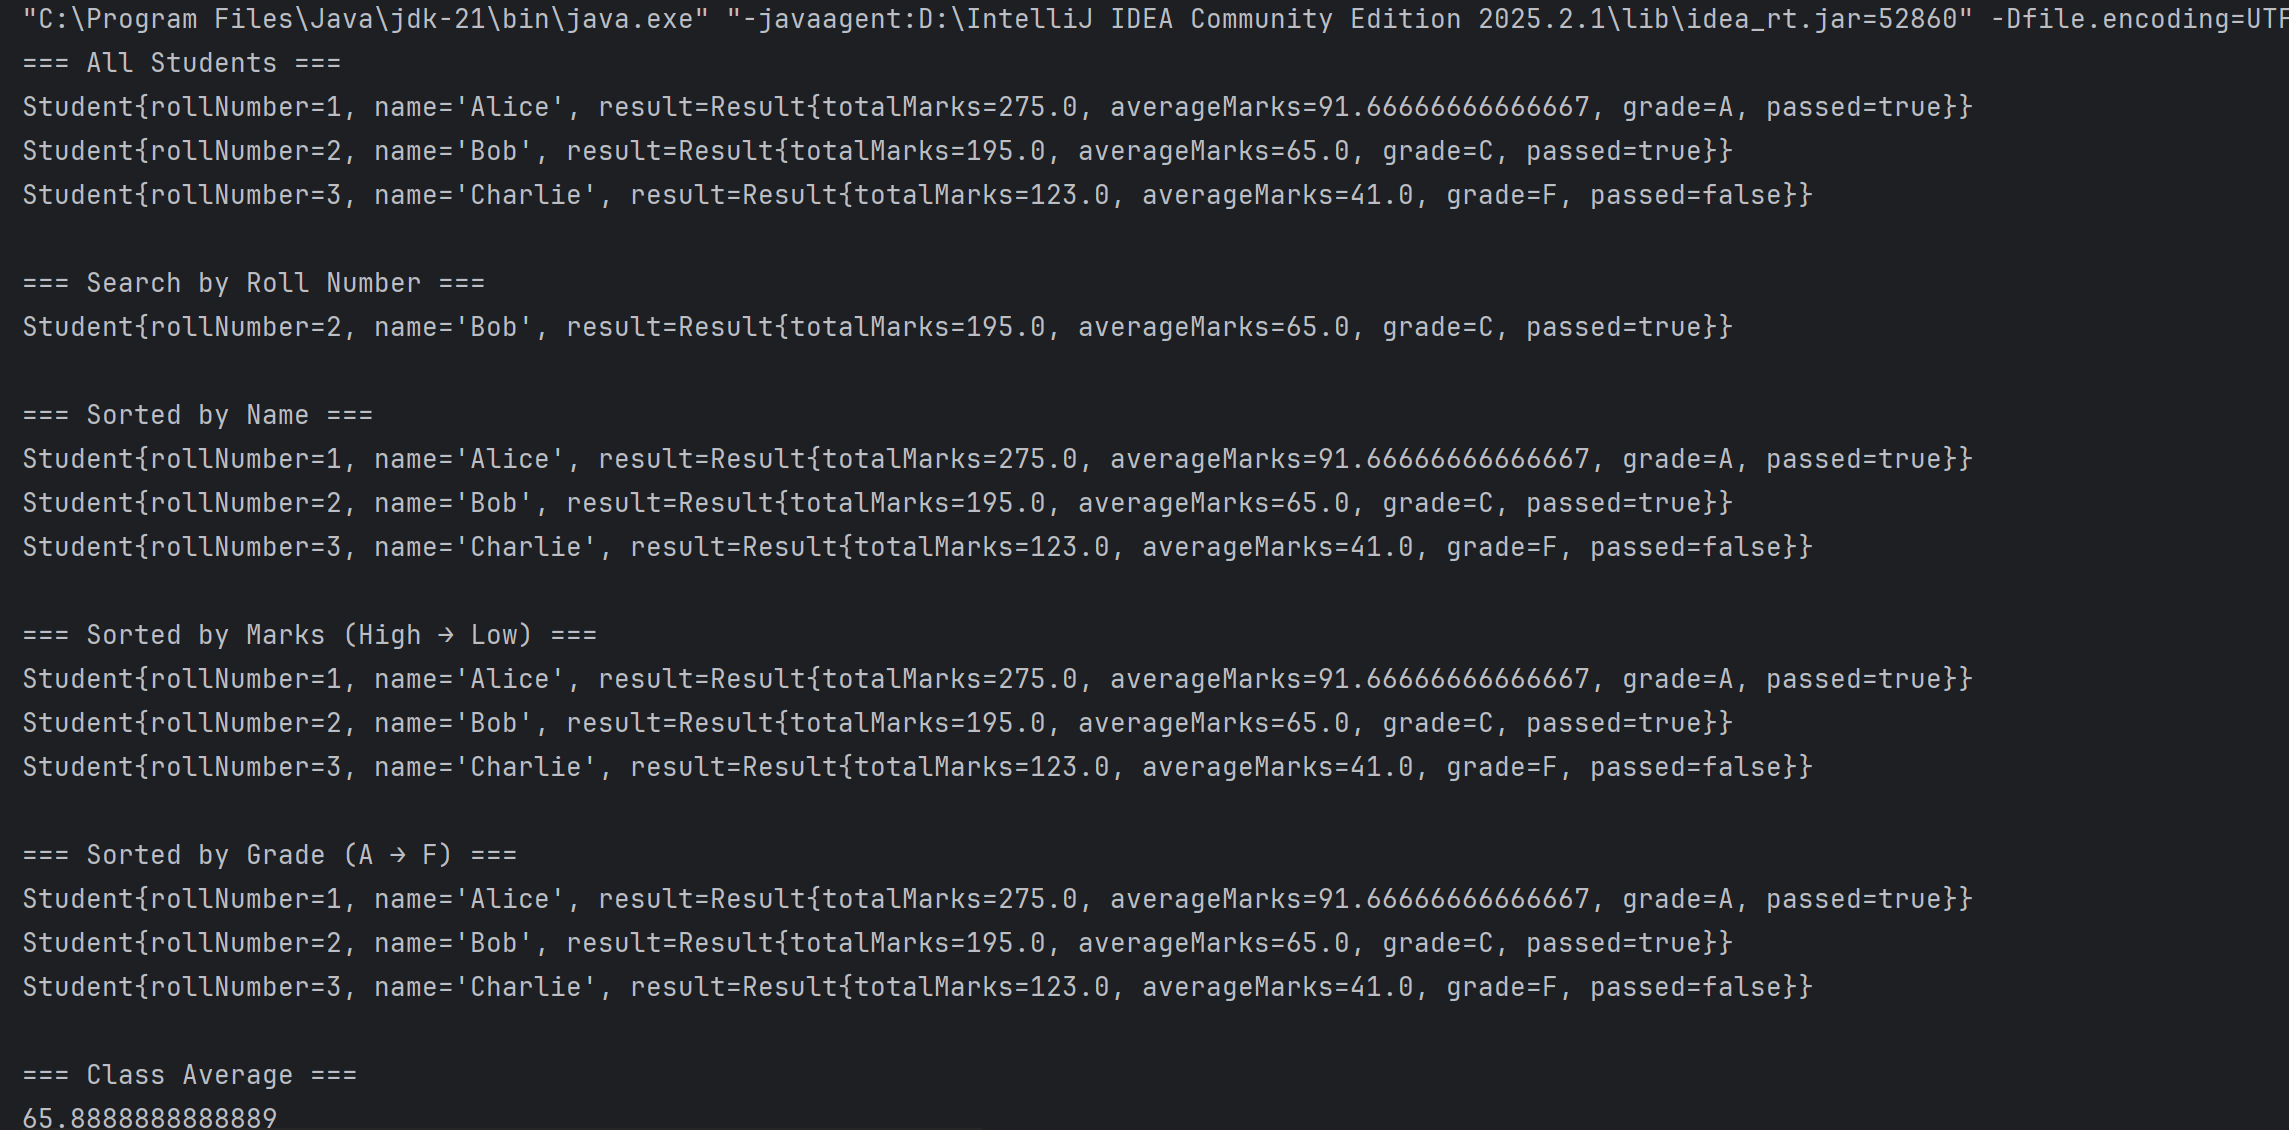 "C:\Program Files\Java\jdk-21\bin\java.exe" "-javaagent:D:\IntelliJ IDEA Community Edition 2025.2.1\lib\idea_rt.jar=52860" -Dfile.encoding=UTF
=== All Students ===
Student{rollNumber=1, name='Alice', result=Result{totalMarks=275.0, averageMarks=91.66666666666667, grade=A, passed=true}}
Student{rollNumber=2, name='Bob', result=Result{totalMarks=195.0, averageMarks=65.0, grade=C, passed=true}}
Student{rollNumber=3, name='Charlie', result=Result{totalMarks=123.0, averageMarks=41.0, grade=F, passed=false}}
=== Search by Roll Number ===
Student{rollNumber=2, name='Bob', result=Result{totalMarks=195.0, averageMarks=65.0, grade=C, passed=true}}
=== Sorted by Name ===
Student{rollNumber=1, name='Alice', result=Result{totalMarks=275.0, averageMarks=91.66666666666667, grade=A, passed=true}}
Student{rollNumber=2, name='Bob', result=Result{totalMarks=195.0, averageMarks=65.0, grade=C, passed=true}}
Student{rollNumber=3, name='Charlie', result=Result{totalMarks=123.0, averageMarks=41.0, grade=F, passed=false}}
=== Sorted by Marks (High → Low) ===
Student{rollNumber=1, name='Alice', result=Result{totalMarks=275.0, averageMarks=91.66666666666667, grade=A, passed=true}}
Student{rollNumber=2, name='Bob', result=Result{totalMarks=195.0, averageMarks=65.0, grade=C, passed=true}}
Student{rollNumber=3, name='Charlie', result=Result{totalMarks=123.0, averageMarks=41.0, grade=F, passed=false}}
=== Sorted by Grade (A → F) ===
Student{rollNumber=1, name='Alice', result=Result{totalMarks=275.0, averageMarks=91.66666666666667, grade=A, passed=true}}
Student{rollNumber=2, name='Bob', result=Result{totalMarks=195.0, averageMarks=65.0, grade=C, passed=true}}
Student{rollNumber=3, name='Charlie', result=Result{totalMarks=123.0, averageMarks=41.0, grade=F, passed=false}}
=== Class Average ===
65.8888888888889